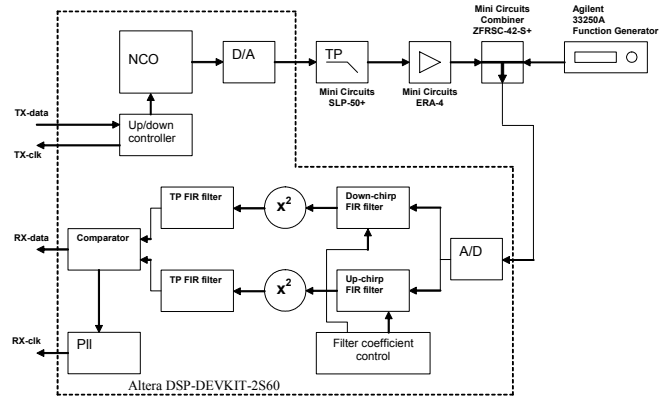 Mini Circuits
Combiner
ZFRSC-42-S+
Agilent
33250A
Function Generator
NCO
D/A
TP
Mini Circuits
SLP-50+
Mini Circuits
ERA-4
TX-data
TX-clk
Up/down
controller
TP FIR filter
x²
Down-chirp
FIR filter
RX-data
Comparator
A/D
TP FIR filter
x²
Up-chirp
FIR filter
RX-clk
Pll
Filter coefficient
control
Altera DSP-DEVKIT-2S60